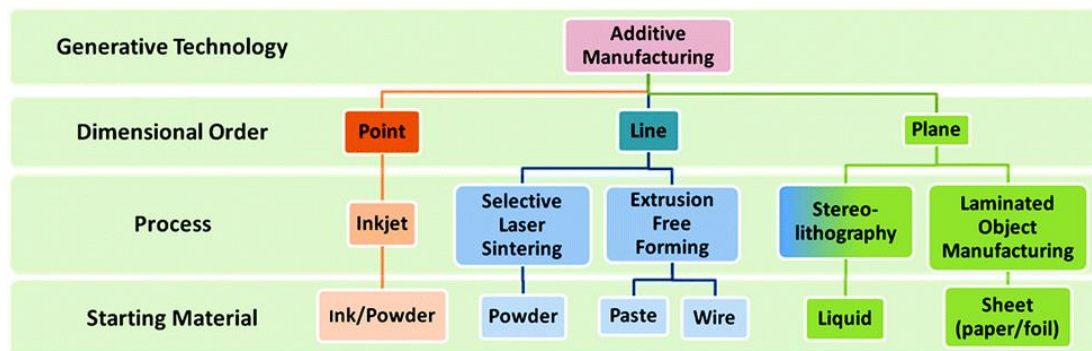 Generative Technology
Additive
Manufacturing
Dimensional Order
Point
Line
Plane
Process
Inkjet
Selective
Laser
Sintering
Extrusion
Free
Forming
Stereo-
lithography
Laminated
Object
Manufacturing
Starting Material
Ink/Powder
Powder
Paste
Wire
Liquid
Sheet
(paper/foil)